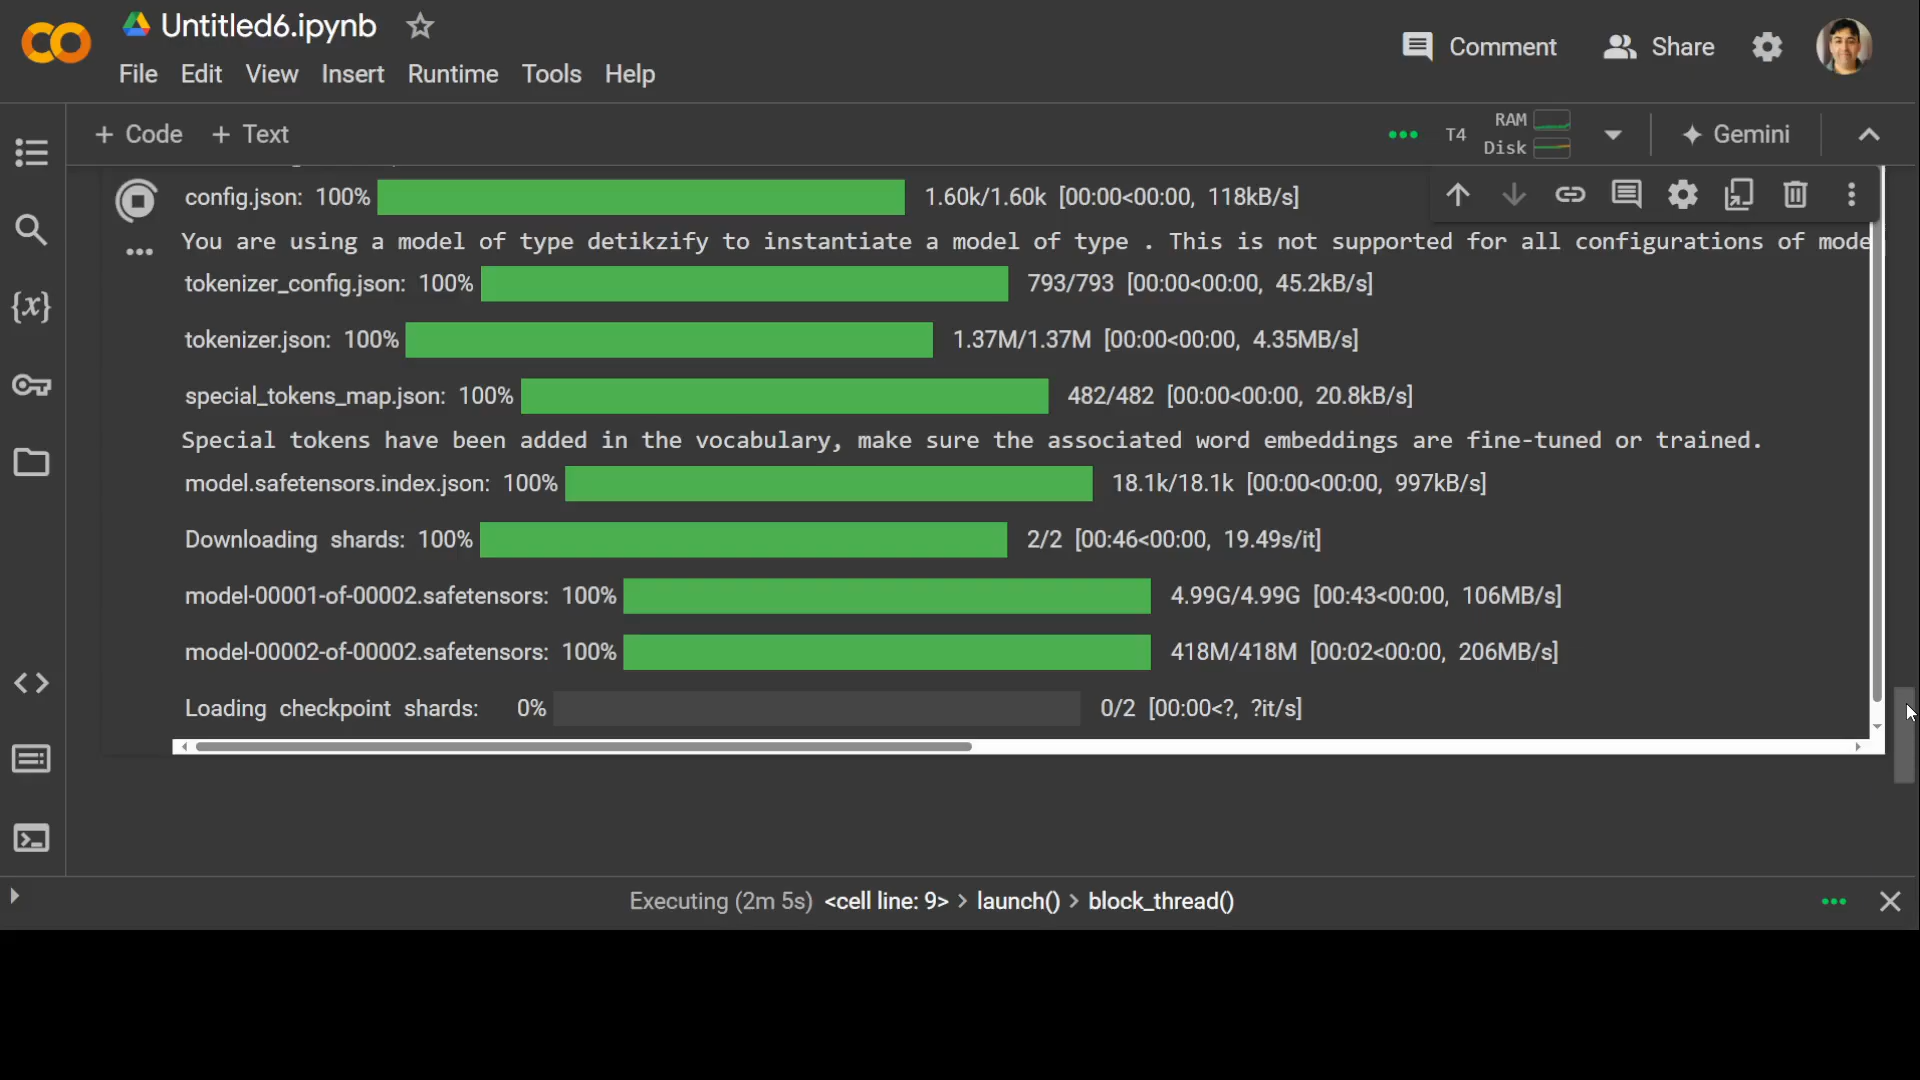 Untitled6.ipynb
Comment
Share
File Edit View Insert Runtime Tools Help
+ Code + Text
T4
RAM
Disk
Gemini
config.json: 100% 1.60k/1.60k [00:00<00:00, 118kB/s]
You are using a model of type detikzify to instantiate a model of type . This is not supported for all configurations of mode
tokenizer_config.json: 100% 793/793 [00:00<00:00, 45.2kB/s]
tokenizer.json: 100% 1.37M/1.37M [00:00<00:00, 4.35MB/s]
special_tokens_map.json: 100% 482/482 [00:00<00:00, 20.8kB/s]
Special tokens have been added in the vocabulary, make sure the associated word embeddings are fine-tuned or trained.
model.safetensors.index.json: 100% 18.1k/18.1k [00:00<00:00, 997kB/s]
Downloading shards: 100% 2/2 [00:46<00:00, 19.49s/it]
model-00001-of-00002.safetensors: 100% 4.99G/4.99G [00:43<00:00, 106MB/s]
model-00002-of-00002.safetensors: 100% 418M/418M [00:02<00:00, 206MB/s]
Loading checkpoint shards: 0% 0/2 [00:00<?, ?it/s]
Executing (2m 5s) <cell line: 9> > launch() > block_thread()